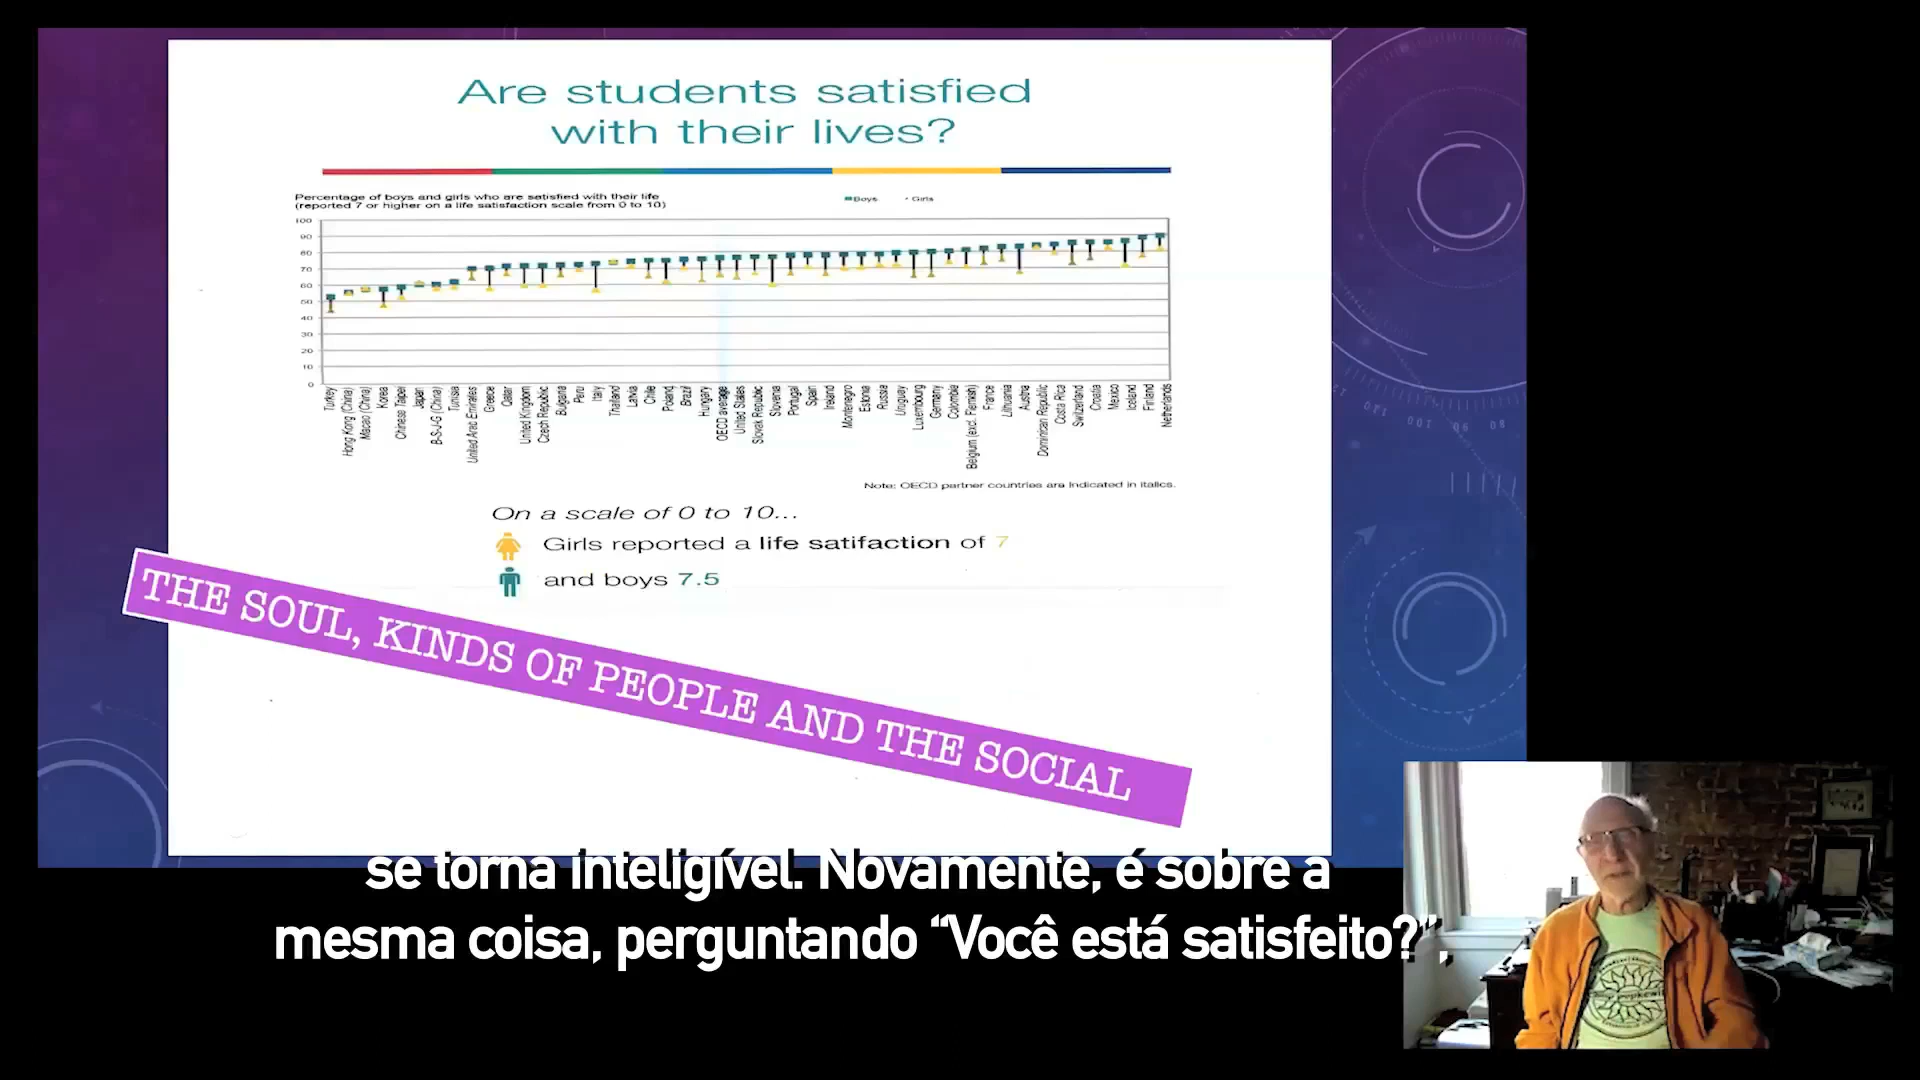 Are students satisfied
with their lives?
Percentage of boys and girls who are satisfied with their life
(reported 7 or higher on a life satisfaction scale from 0 to 10)
Boys
Girls
100
90
80
70
60
50
40
30
20
10
0
Turkey
Hong Kong (China)
Macao (China)
Korea
Chinese Taipei
Japan
B-S-J-G (China)
Tunisia
United Arab Emirates
Greece
Qatar
United Kingdom
Czech Republic
Bulgaria
Peru
Italy
Thailand
Latvia
Chile
Poland
Brazil
Hungary
OECD average
United States
Slovak Republic
Slovenia
Portugal
Spain
Ireland
Montenegro
Estonia
Russia
Uruguay
Luxembourg
Germany
Colombia
Belgium (excl. Flemish)
France
Lithuania
Austria
Dominican Republic
Costa Rica
Switzerland
Croatia
Mexico
Iceland
Finland
Netherlands
Note: OECD partner countries are indicated in italics.
On a scale of 0 to 10...
Girls reported a life satifaction of 7
and boys 7.5
THE SOUL, KINDS OF PEOPLE AND THE SOCIAL
se torna inteligível. Novamente, é sobre a
mesma coisa, perguntando “Você está satisfeito?”,